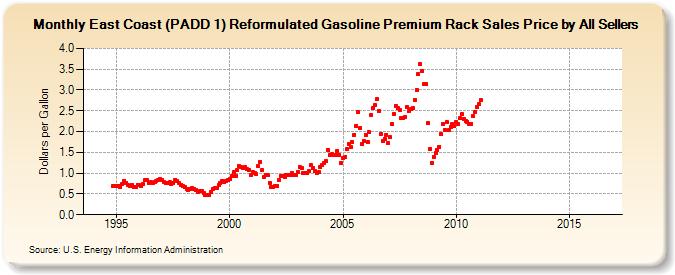 Monthly East Coast (PADD 1) Reformulated Gasoline Premium Rack Sales Price by All Sellers
Dollars per Gallon
4.0
3.5
3.0
2.5
2.0
1.5
1.0
0.5
0.0
1995 2000 2005 2010 2015
Source: U.S. Energy Information Administration